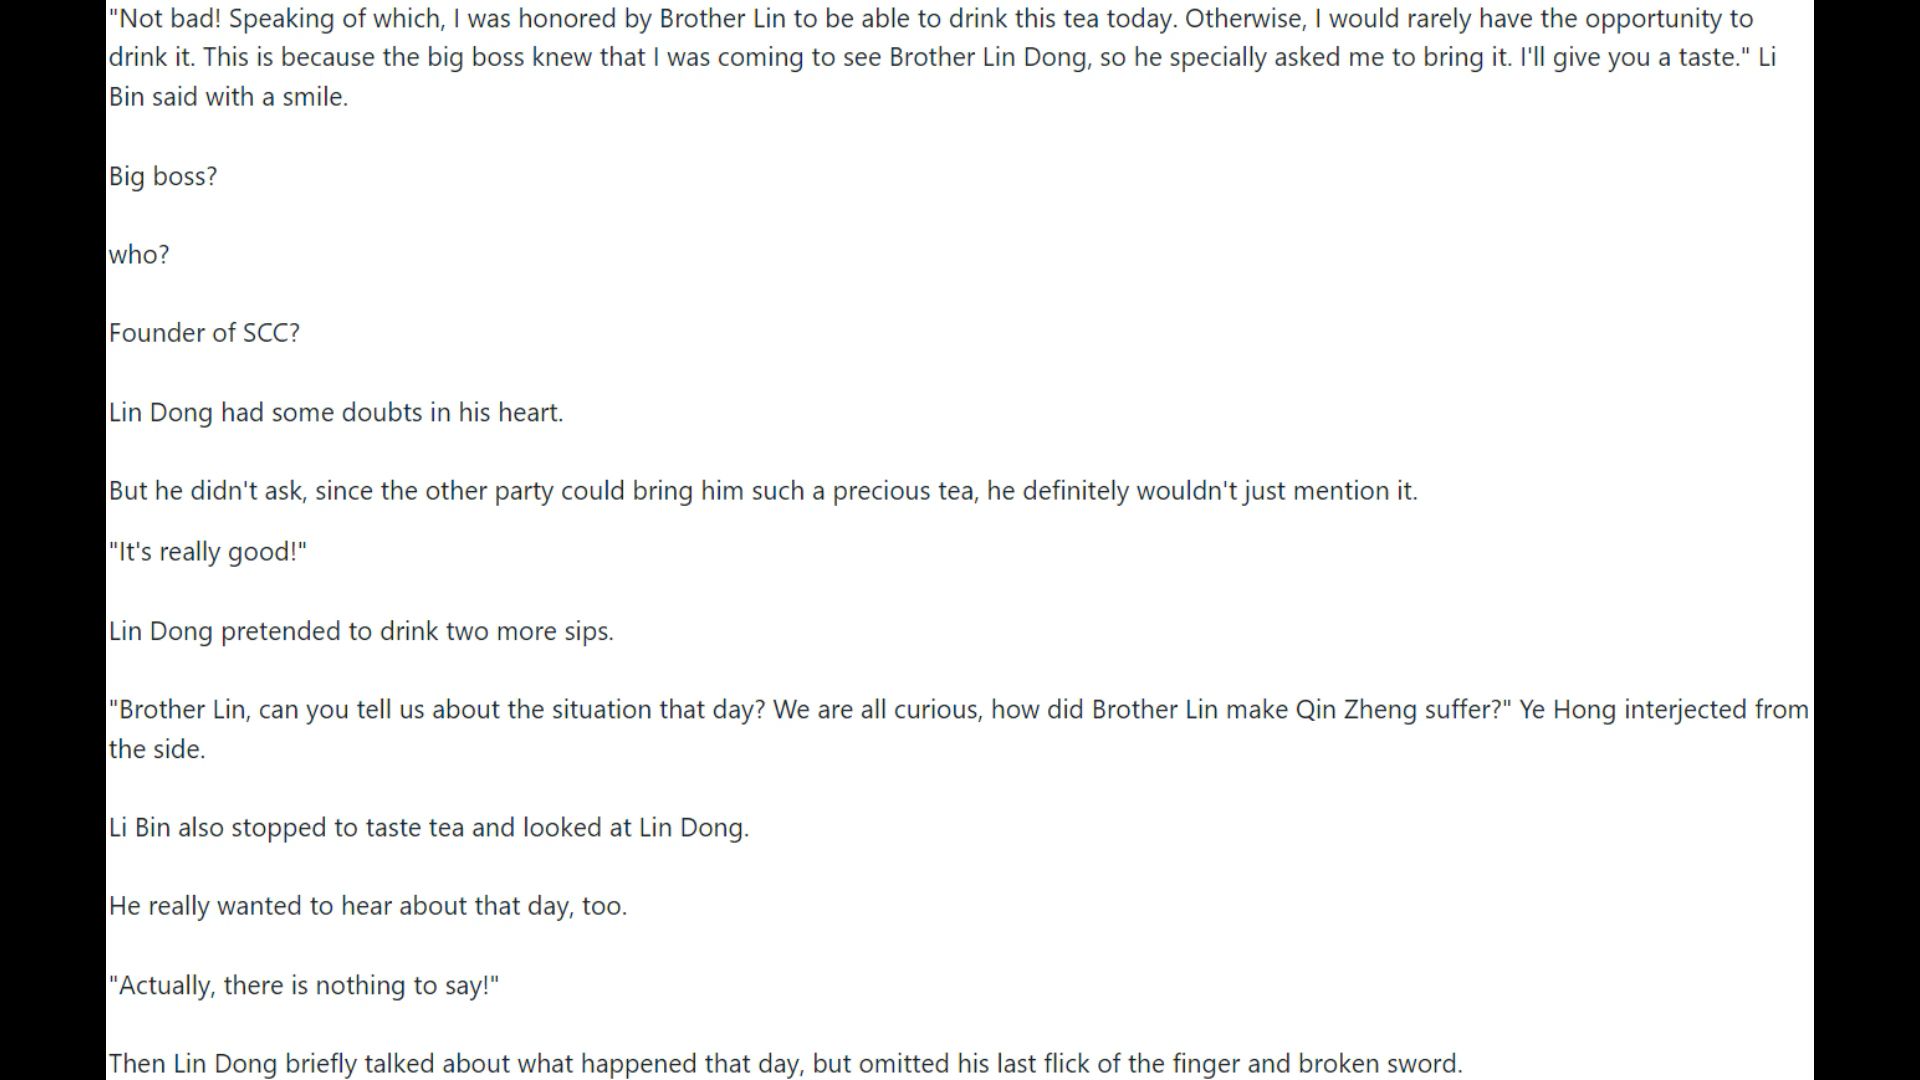 "Not bad! Speaking of which, I was honored by Brother Lin to be able to drink this tea today. Otherwise, I would rarely have the opportunity to
drink it. This is because the big boss knew that I was coming to see Brother Lin Dong, so he specially asked me to bring it. I'll give you a taste." Li
Bin said with a smile.
Big boss?
who?
Founder of SCC?
Lin Dong had some doubts in his heart.
But he didn't ask, since the other party could bring him such a precious tea, he definitely wouldn't just mention it.
"It's really good!"
Lin Dong pretended to drink two more sips.
"Brother Lin, can you tell us about the situation that day? We are all curious, how did Brother Lin make Qin Zheng suffer?" Ye Hong interjected from
the side.
Li Bin also stopped to taste tea and looked at Lin Dong.
He really wanted to hear about that day, too.
"Actually, there is nothing to say!"
Then Lin Dong briefly talked about what happened that day, but omitted his last flick of the finger and broken sword.